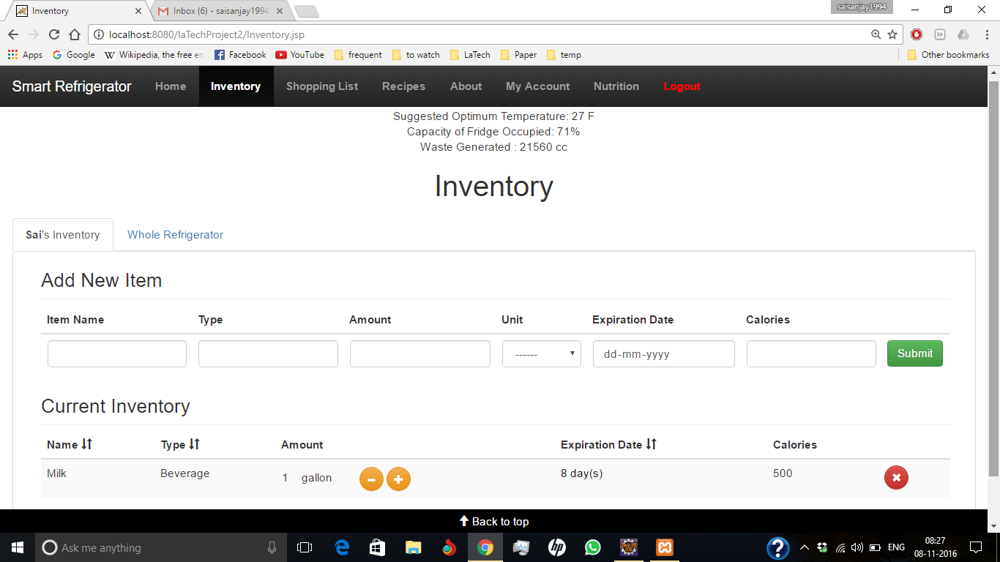 Inventory
Inbox (6) - saisanjay1994
saisanjay1994
localhost:8080/laTechProject2/Inventory.jsp
Apps Google Wikipedia, the free en Facebook YouTube frequent to watch LaTech Paper temp Other bookmarks
Smart Refrigerator Home Inventory Shopping List Recipes About My Account Nutrition Logout
Suggested Optimum Temperature: 27 F
Capacity of Fridge Occupied: 71%
Waste Generated : 21560 cc
Inventory
Sai's Inventory Whole Refrigerator
Add New Item
Item Name Type Amount Unit Expiration Date Calories
------ dd-mm-yyyy Submit
Current Inventory
Name Type Amount Expiration Date Calories
Milk Beverage 1 gallon 8 day(s) 500
Back to top
Ask me anything
ENG
08:27
08-11-2016